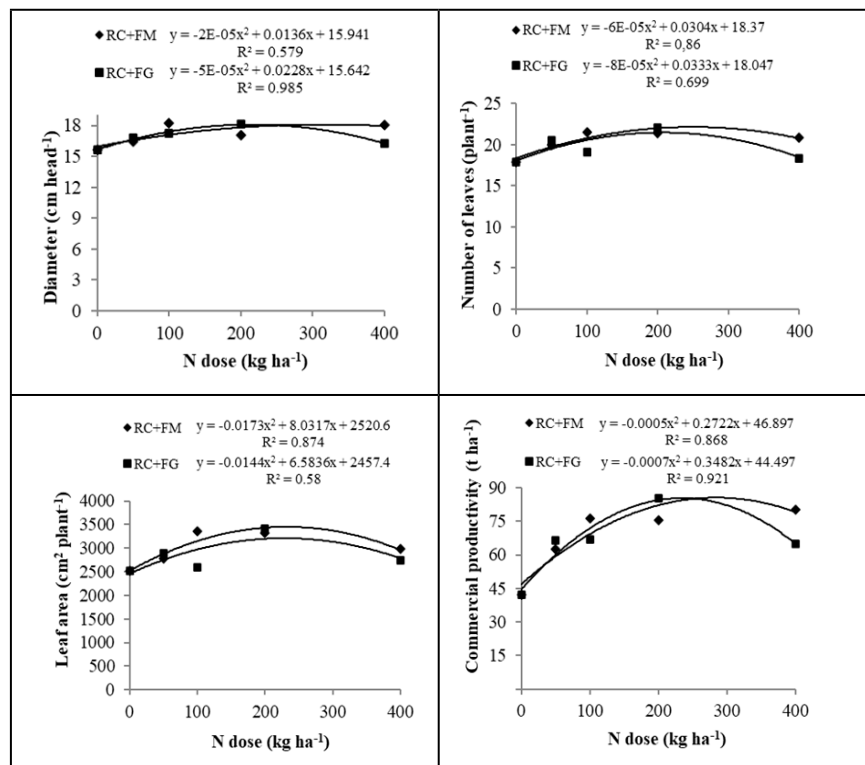 RC+FM y = -2E-05x² + 0.0136x + 15.941
R² = 0.579
RC+FG y = -5E-05x² + 0.0228x + 15.642
R² = 0.985
Diameter (cm head⁻¹)
18
15
12
9
6
3
0
0 100 200 300 400
N dose (kg ha⁻¹)
RC+FM y = -6E-05x² + 0.0304x + 18.37
R² = 0,86
RC+FG y = -8E-05x² + 0.0333x + 18.047
R² = 0.699
Number of leaves (plant⁻¹)
25
20
15
10
5
0
0 100 200 300 400
N dose (kg ha⁻¹)
RC+FM y = -0.0173x² + 8.0317x + 2520.6
R² = 0.874
RC+FG y = -0.0144x² + 6.5836x + 2457.4
R² = 0.58
Leaf area (cm² plant⁻¹)
4000
3500
3000
2500
2000
1500
1000
500
0
0 100 200 300 400
N dose (kg ha⁻¹)
RC+FM y = -0.0005x² + 0.2722x + 46.897
R² = 0.868
RC+FG y = -0.0007x² + 0.3482x + 44.497
R² = 0.921
Commercial productivity (t ha⁻¹)
90
75
60
45
30
15
0 100 200 300 400
N dose (kg ha⁻¹)